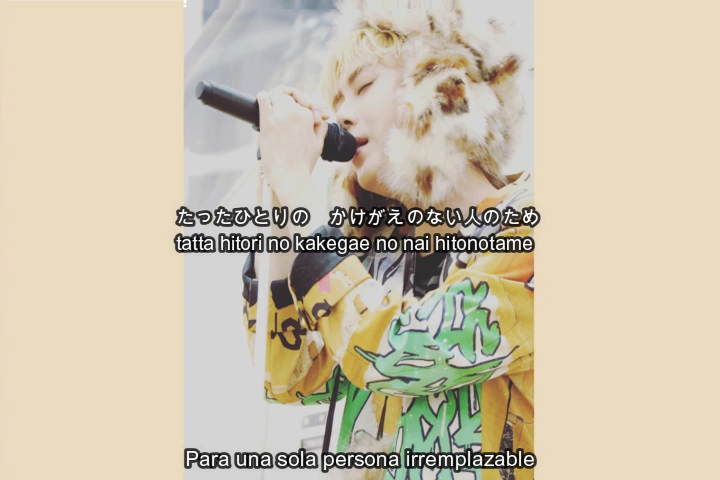 たったひとりの　かけがえのない人のため
tatta hitori no kakegae no nai hitonotame
Para una sola persona irremplazable